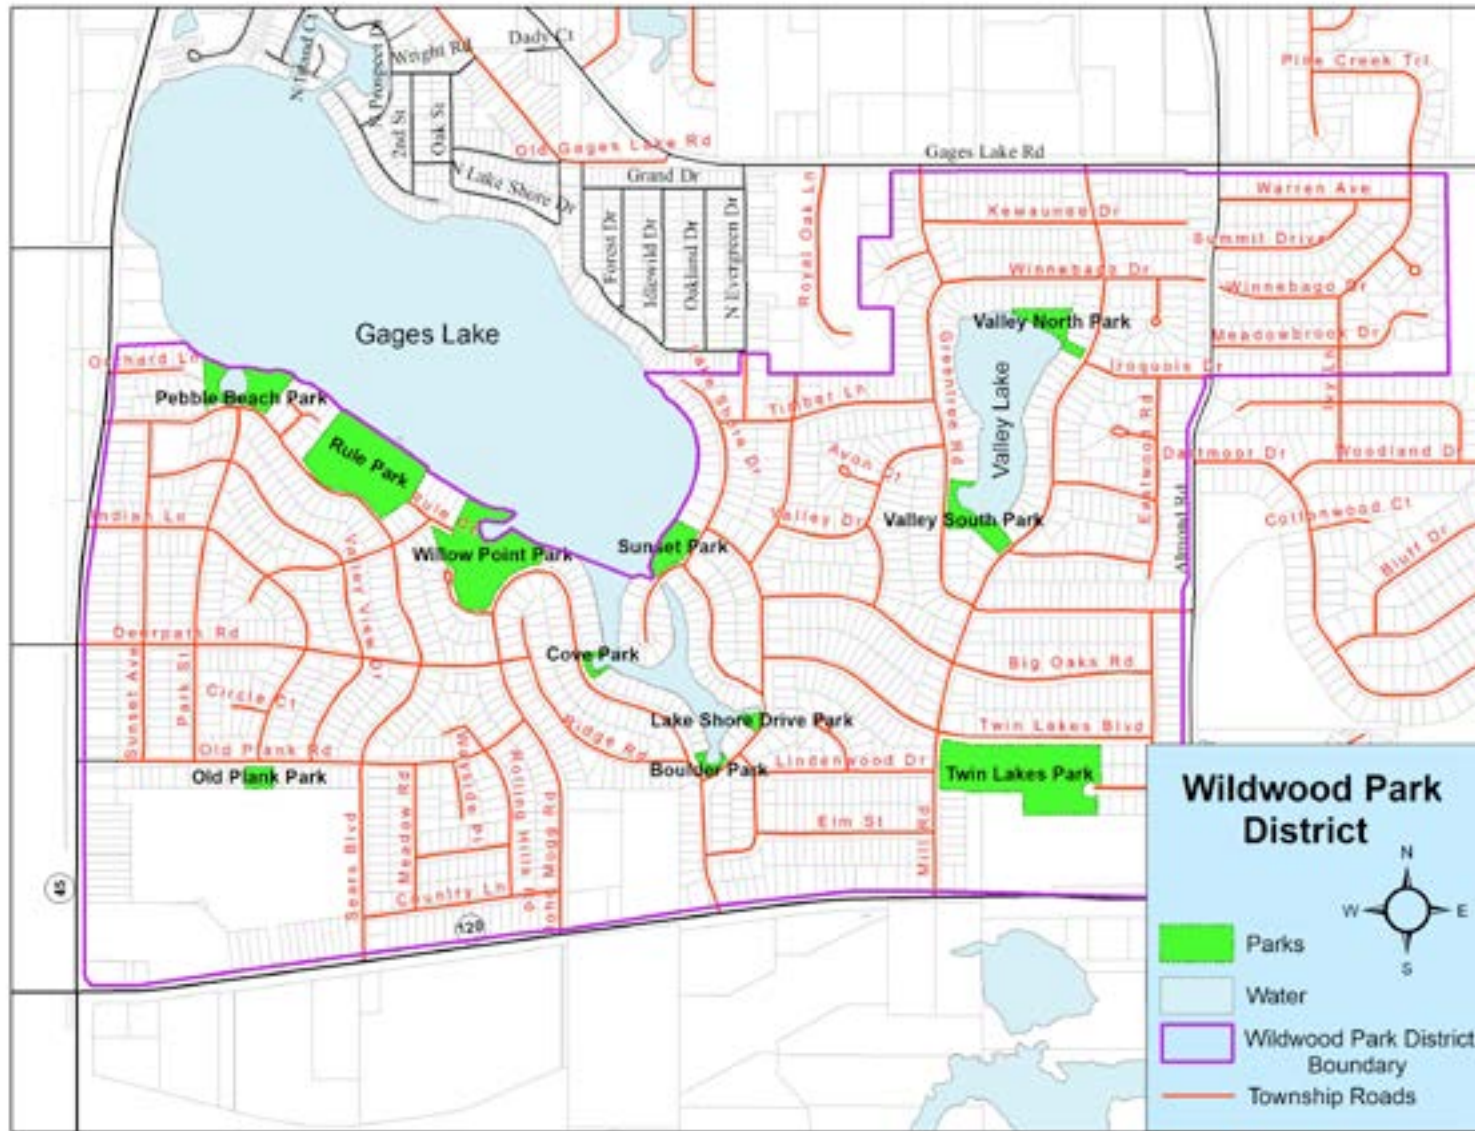 N Island Ct
N Prospect Dr
Wright Rd
Dady Ct
Pine Creek Trl
2nd St
Oak St
Old Gages Lake Rd
Gages Lake Rd
N Lake Shore Dr
Grand Dr
Forest Dr
Idlewild Dr
Oakland Dr
N Evergreen Dr
Royal Oak Ln
Warren Ave
Kewaunee Dr
Summit Drive
Winnebago Dr
Winnebago Dr
Gages Lake
Valley North Park
Meadowbrook Dr
Orchard Ln
Iroquois Dr
Lake Shore Dr
Greentree Rd
Valley Lake
Ivy Ln
Pebble Beach Park
Timber Ln
Eastwood Rd
Rule Park
Avon Ct
Dartmoor Dr
Woodland Dr
Indian Ln
Rule Dr
Valley Dr
Valley South Park
Almond Rd
Cottonwood Ct
Bluff Dr
Willow Point Park
Sunset Park
Valley View Dr
Deerpath Rd
Cove Park
Big Oaks Rd
Sunset Ave
Park St
Circle Ct
Lake Shore Drive Park
Twin Lakes Blvd
Ridge Rd
Old Plank Rd
Old Plank Park
Wayside Pl
Rolling Hills Rd
Boulder Park
Lindenwood Dr
Twin Lakes Park
Sears Blvd
Meadow Rd
John Mogg Rd
Elm St
Mill Rd
Country Ln
45
120
Wildwood Park
District
N
W
E
S
Parks
Water
Wildwood Park District
Boundary
Township Roads